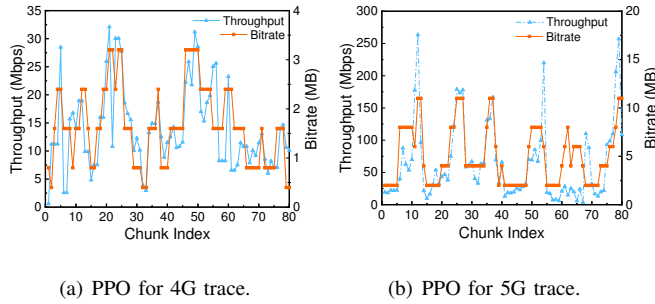 35
30
25
20
15
10
5
0
Throughput (Mbps)
Throughput
Bitrate
4
3
2
1
0
Bitrate (MB)
0 10 20 30 40 50 60 70 80
Chunk Index
(a) PPO for 4G trace.
300
250
200
150
100
50
0
Throughput (Mbps)
Throughput
Bitrate
20
15
10
5
0
Bitrate (MB)
0 10 20 30 40 50 60 70 80
Chunk Index
(b) PPO for 5G trace.